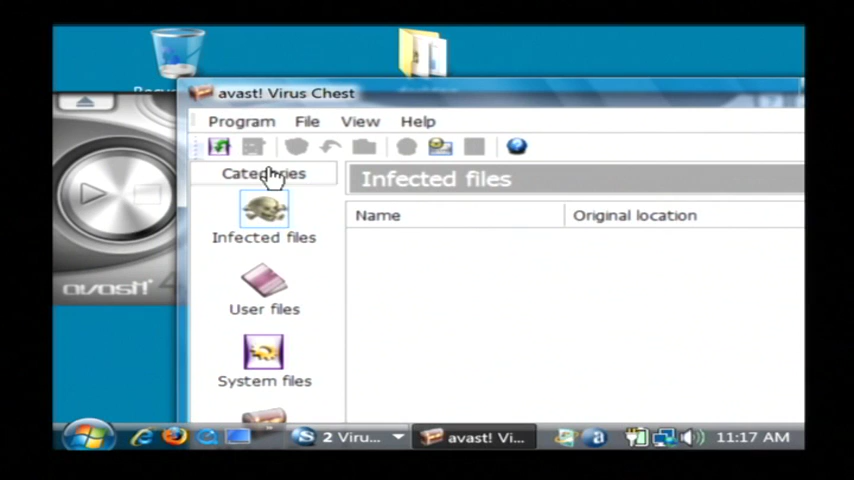 avast! Virus Chest
Program File View Help
Categories
Infected files
Infected files
Name Original location
User files
avast!
4
System files
2 Viru...
avast! Vi...
11:17 AM